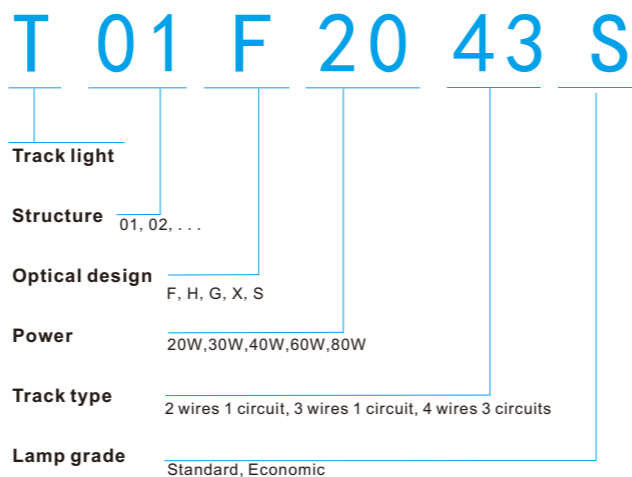 T 01 F 20 43 S
Track light
Structure 01, 02, . . .
Optical design F, H, G, X, S
Power 20W,30W,40W,60W,80W
Track type 2 wires 1 circuit, 3 wires 1 circuit, 4 wires 3 circuits
Lamp grade Standard, Economic